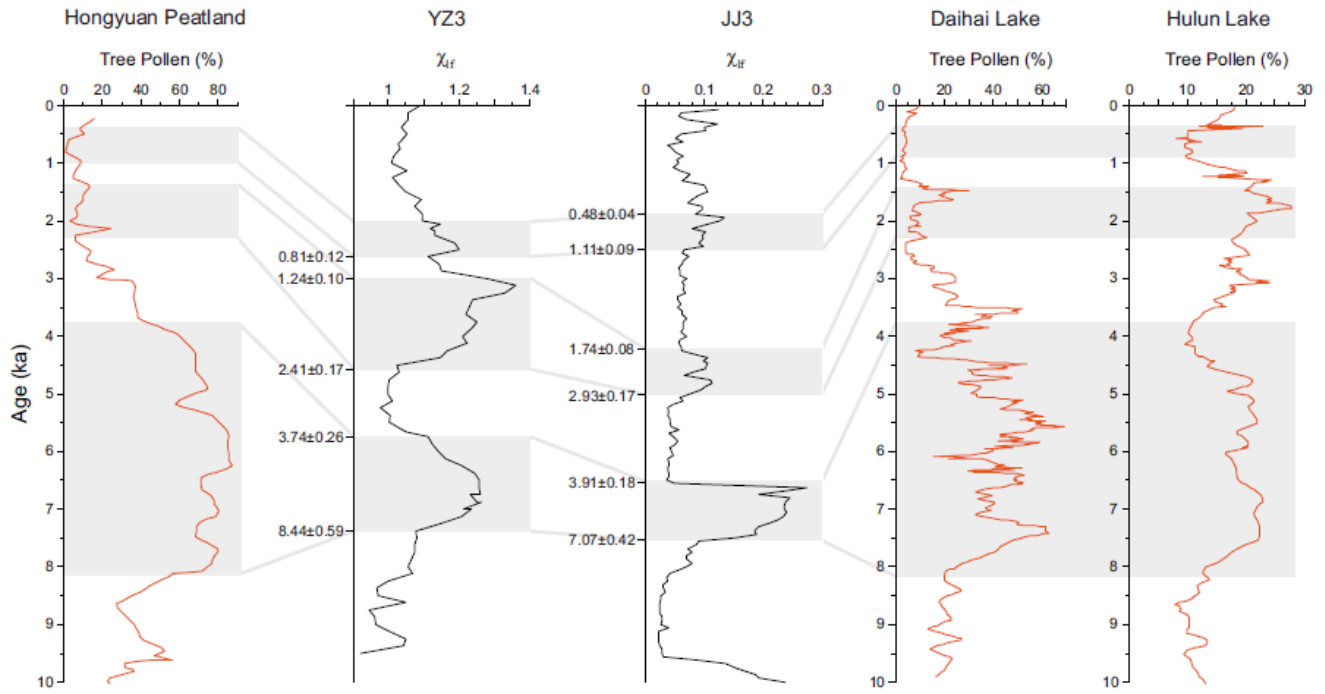 Hongyuan Peatland YZ3 JJ3 Daihai Lake Hulun Lake
Tree Pollen (%) χlf χlf Tree Pollen (%) Tree Pollen (%)
0 20 40 60 80 1 1.2 1.4 0 0.1 0.2 0.3 0 20 40 60 0 10 20 30
0 0 0
1 1 1
2 0.48±0.04 2 2
0.81±0.12 1.11±0.09
3 1.24±0.10 3 3
4 1.74±0.08 4 4
2.41±0.17
5 2.93±0.17 5 5
3.74±0.26
6 6 6
3.91±0.18
7 7 7
8.44±0.59 7.07±0.42
8 8 8
9 9 9
10 10 10
Age (ka)